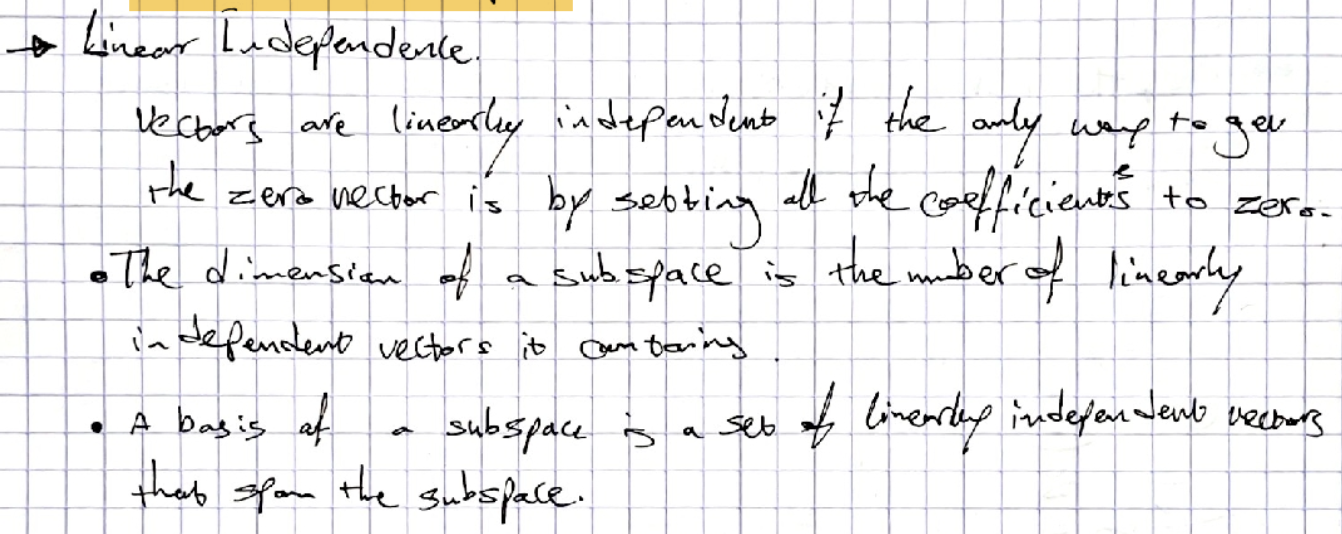 → Linear Independence.
Vectors are linearly independent if the only way to get
the zero vector is by setting all the coefficients to zero.
• The dimension of a subspace is the number of linearly
independent vectors it contains.
• A basis of a subspace is a set of linearly independent vectors
that span the subspace.